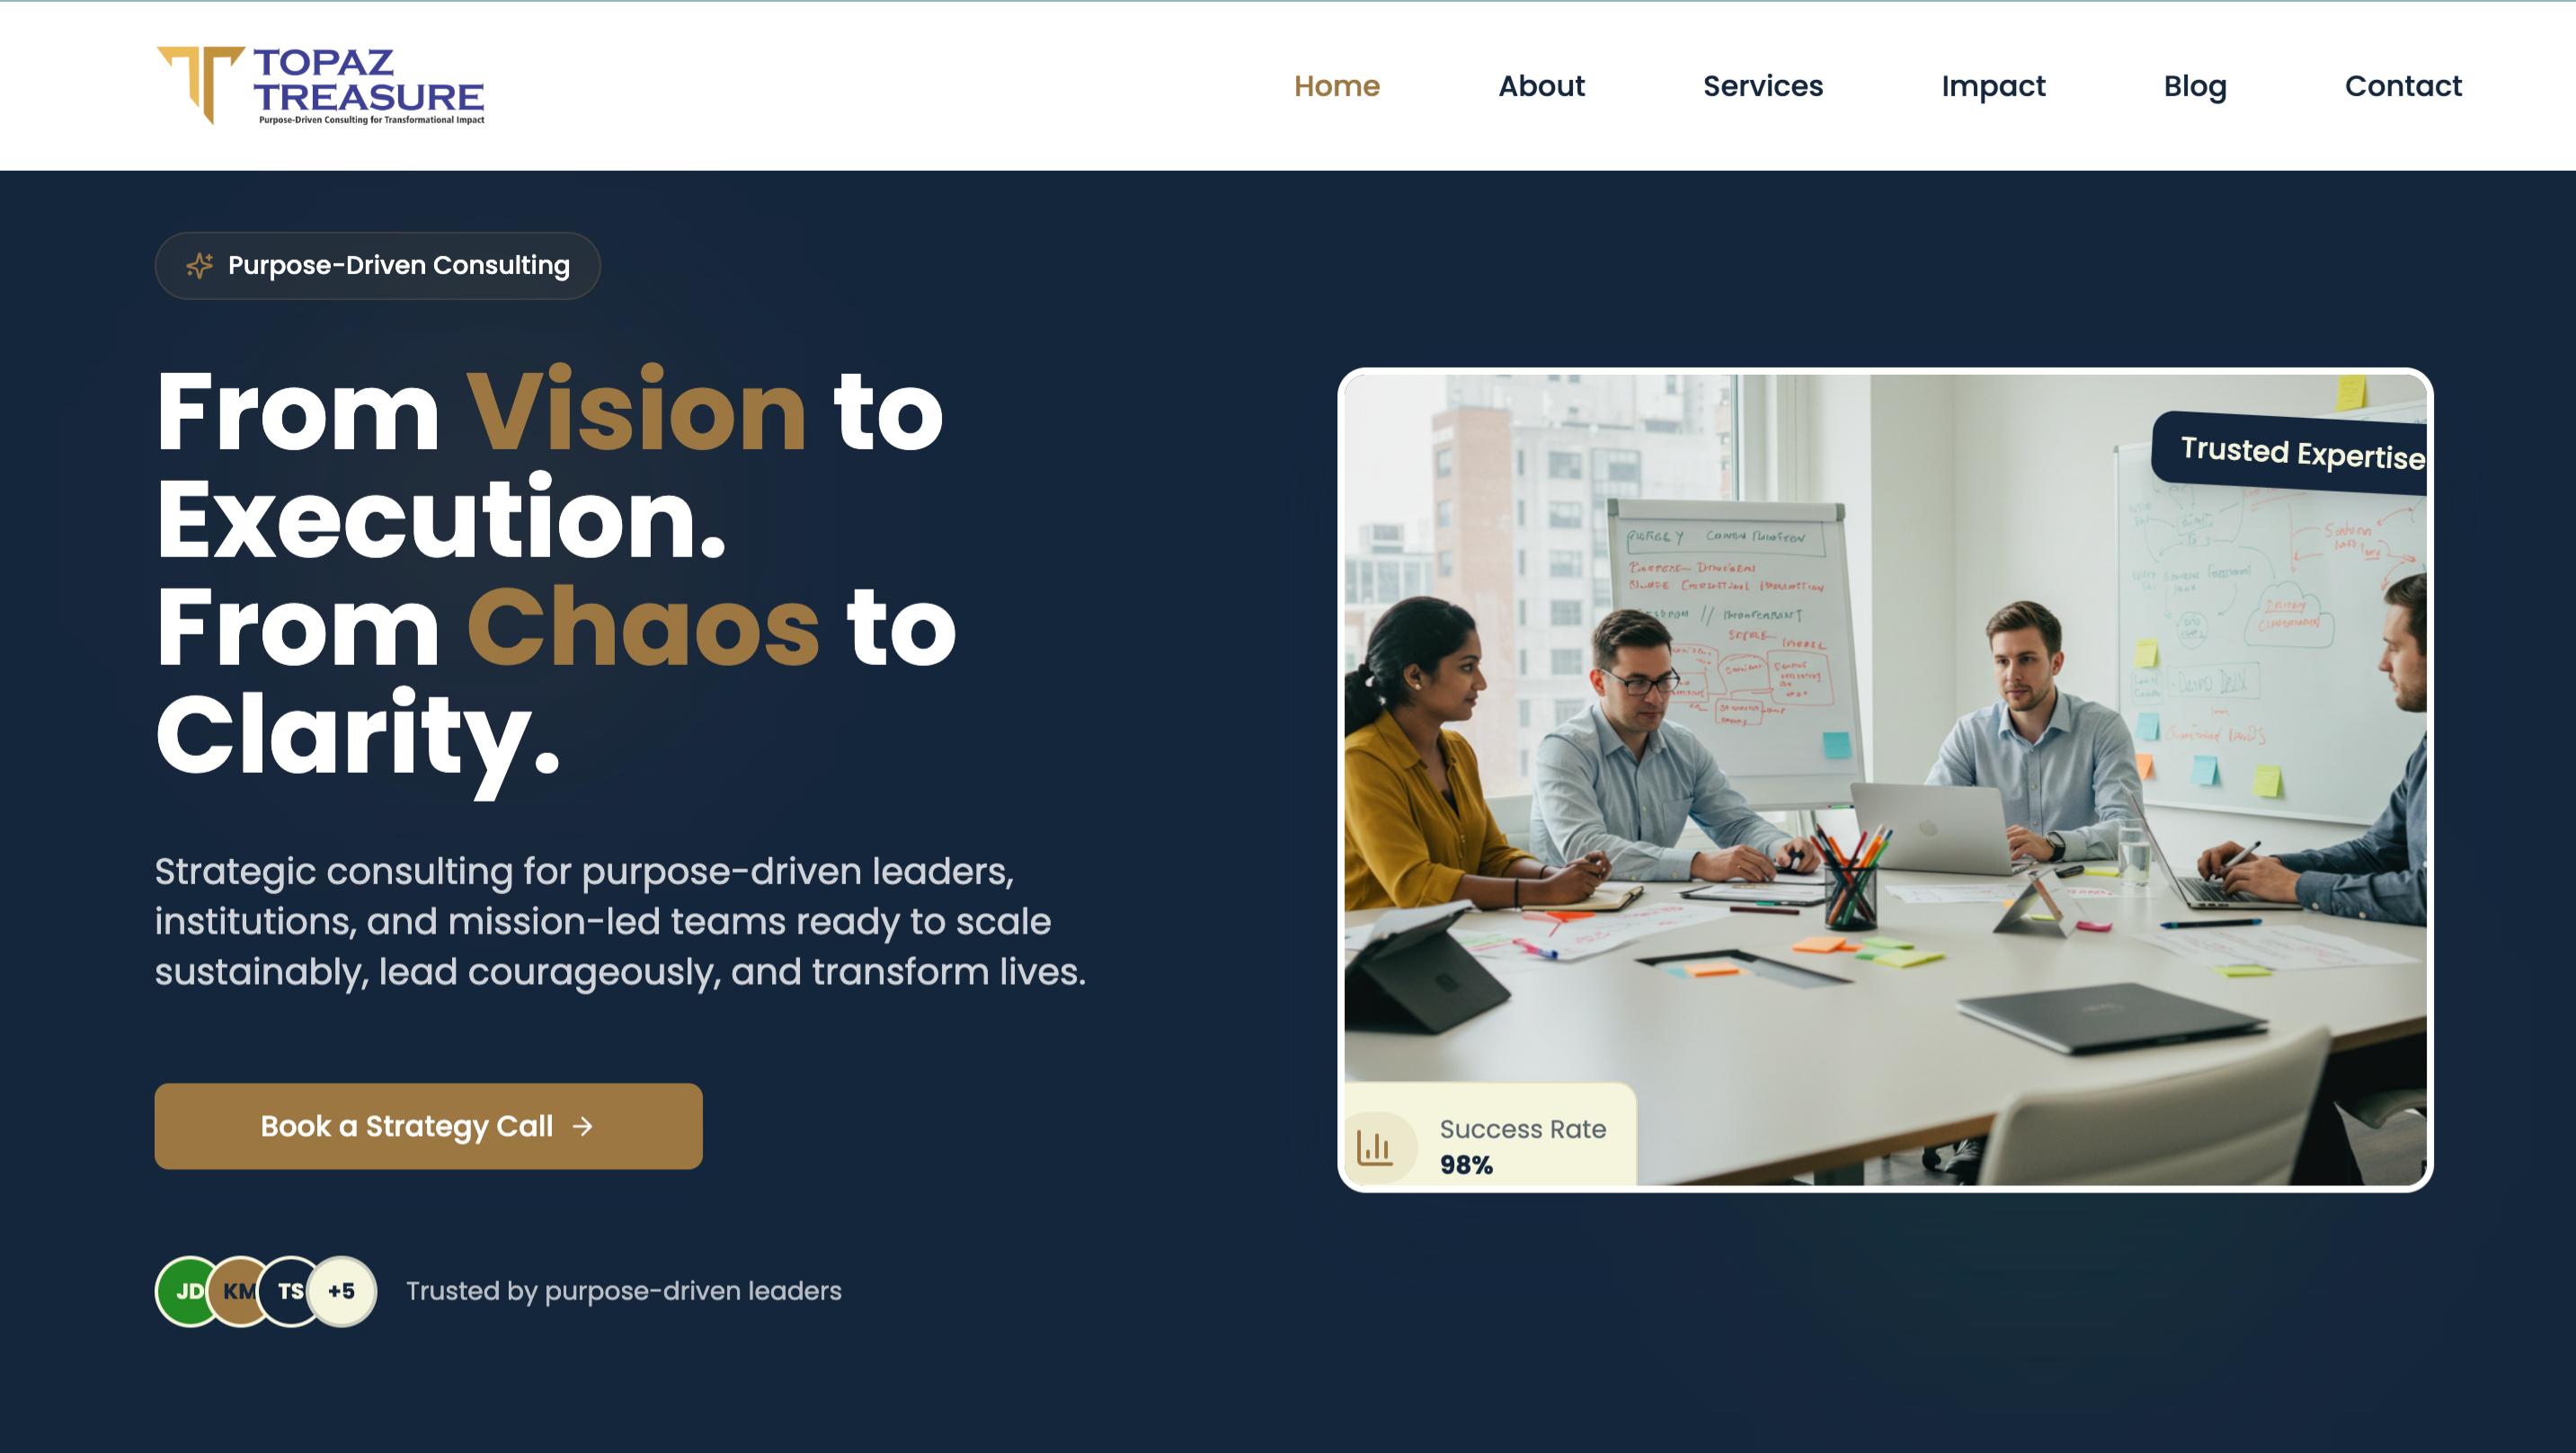 TOPAZ
TREASURE
Purpose-Driven Consulting for Transformational Impact
Home About Services Impact Blog Contact
Purpose-Driven Consulting
From Vision to
Execution.
From Chaos to
Clarity.
Strategic consulting for purpose-driven leaders,
institutions, and mission-led teams ready to scale
sustainably, lead courageously, and transform lives.
Book a Strategy Call →
JD KM TS +5 Trusted by purpose-driven leaders
Trusted Expertise
Success Rate
98%